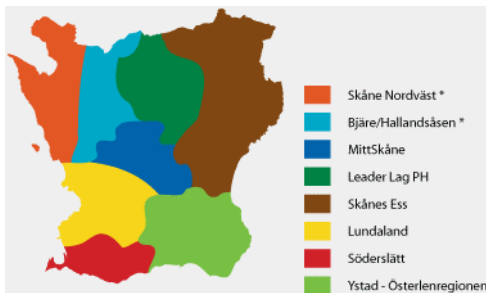 Skåne Nordväst *
Bjäre/Hallandsåsen *
MittSkåne
Leader Lag PH
Skånes Ess
Lundaland
Söderslätt
Ystad - Österlenregionen